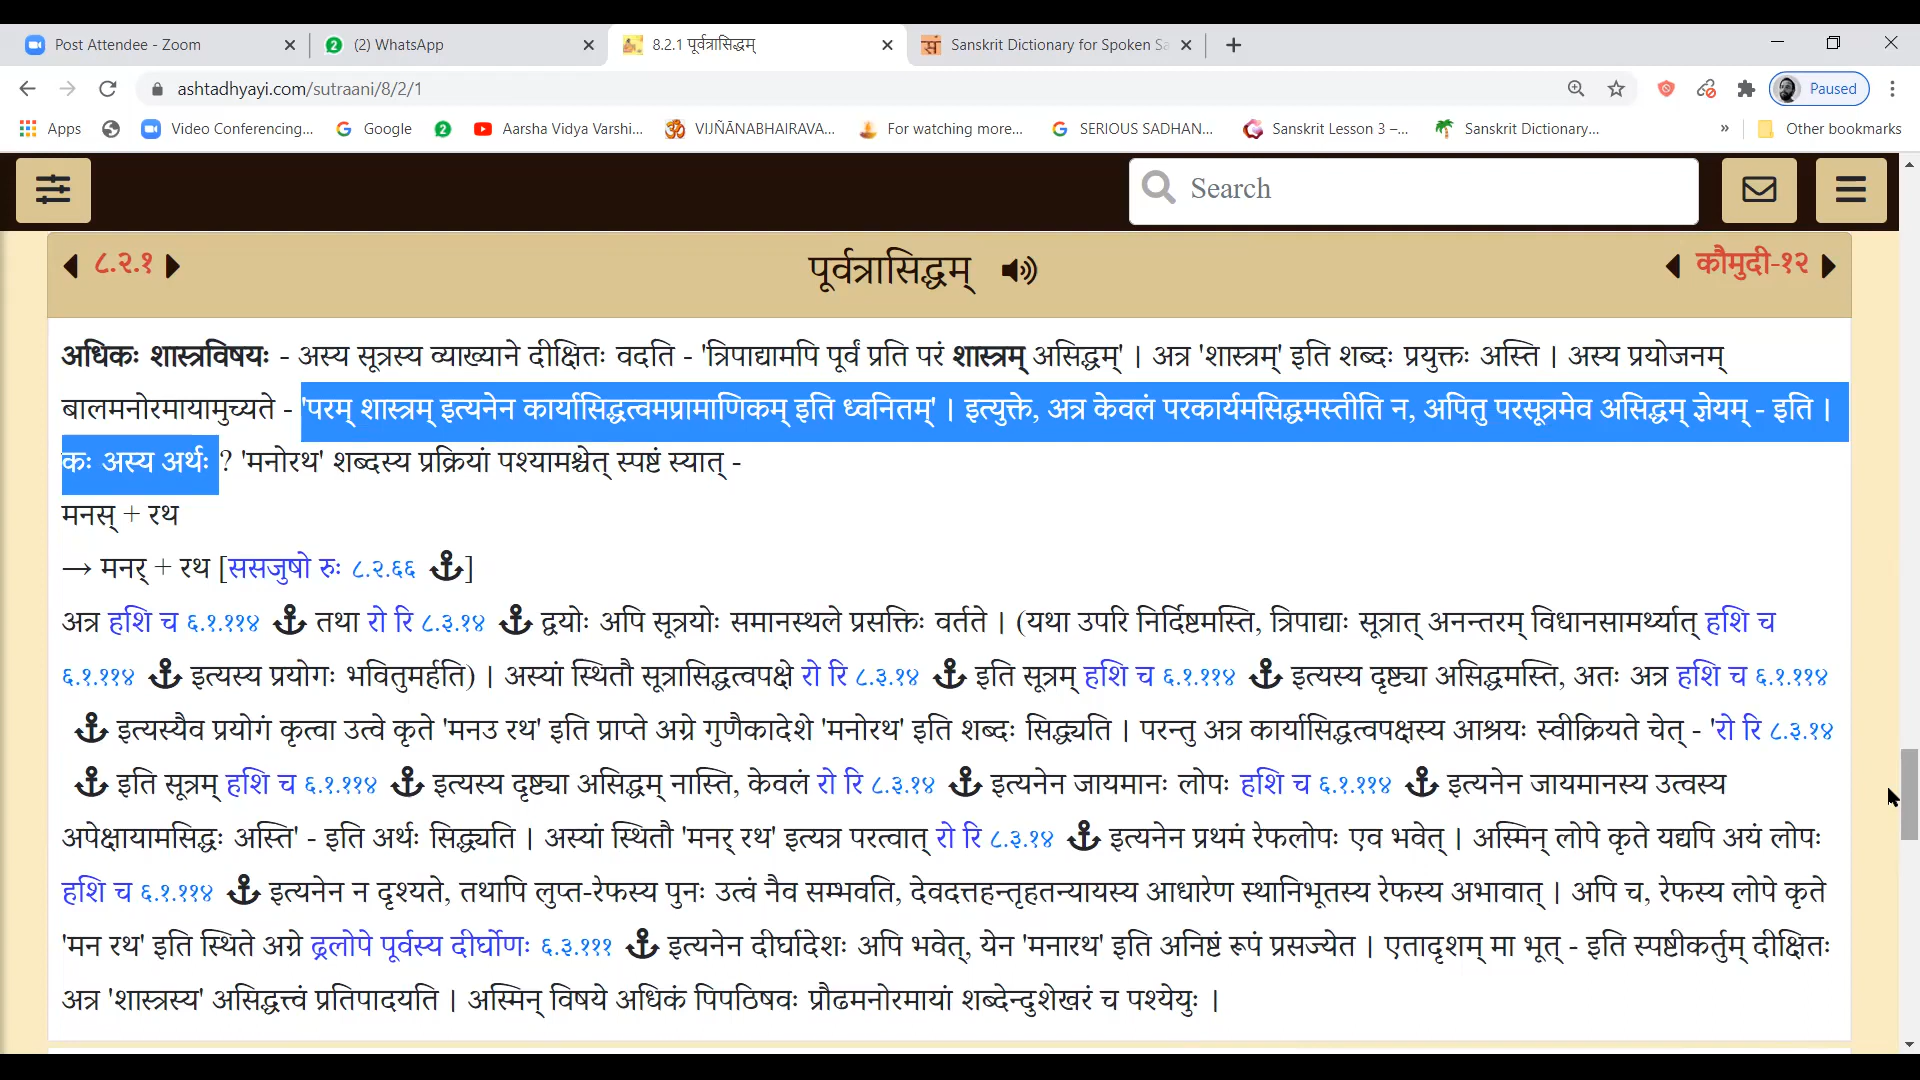 Post Attendee - Zoom
(2) WhatsApp
8.2.1 पूर्वत्रासिद्धम्
Sanskrit Dictionary for Spoken Sa
ashtadhyayi.com/sutraani/8/2/1
Paused
Apps
Video Conferencing...
Google
Aarsha Vidya Varshi...
VIJÑĀNABHAIRAVA...
For watching more...
SERIOUS SADHAN...
Sanskrit Lesson 3 –...
Sanskrit Dictionary...
»
Other bookmarks
Search
८.२.१
पूर्वत्रासिद्धम्
कौमुदी-१२
अधिकः शास्त्रविषयः - अस्य सूत्रस्य व्याख्याने दीक्षितः वदति - 'त्रिपाद्यामपि पूर्वं प्रति परं शास्त्रम् असिद्धम्' । अत्र 'शास्त्रम्' इति शब्दः प्रयुक्तः अस्ति । अस्य प्रयोजनम्
बालमनोरमायामुच्यते - 'परम् शास्त्रम् इत्यनेन कार्यासिद्धत्वमप्रामाणिकम् इति ध्वनितम्' । इत्युक्ते, अत्र केवलं परकार्यमसिद्धमस्तीति न, अपितु परसूत्रमेव असिद्धम् ज्ञेयम् - इति ।
कः अस्य अर्थः ? 'मनोरथ' शब्दस्य प्रक्रियां पश्यामश्चेत् स्पष्टं स्यात् -
मनस् + रथ
→ मनर् + रथ [ससजुषो रुः ८.२.६६ ]
अत्र हशि च ६.१.११४ तथा रो रि ८.३.१४ द्वयोः अपि सूत्रयोः समानस्थले प्रसक्तिः वर्तते । (यथा उपरि निर्दिष्टमस्ति, त्रिपाद्याः सूत्रात् अनन्तरम् विधानसामर्थ्यात् हशि च
६.१.११४ इत्यस्य प्रयोगः भवितुमर्हति) । अस्यां स्थितौ सूत्रासिद्धत्वपक्षे रो रि ८.३.१४ इति सूत्रम् हशि च ६.१.११४ इत्यस्य दृष्ट्या असिद्धमस्ति, अतः अत्र हशि च ६.१.११४
इत्यस्यैव प्रयोगं कृत्वा उत्वे कृते 'मनउ रथ' इति प्राप्ते अग्रे गुणैकादेशे 'मनोरथ' इति शब्दः सिद्ध्यति । परन्तु अत्र कार्यासिद्धत्वपक्षस्य आश्रयः स्वीक्रियते चेत् - 'रो रि ८.३.१४
इति सूत्रम् हशि च ६.१.११४ इत्यस्य दृष्ट्या असिद्धम् नास्ति, केवलं रो रि ८.३.१४ इत्यनेन जायमानः लोपः हशि च ६.१.११४ इत्यनेन जायमानस्य उत्वस्य
अपेक्षायामसिद्धः अस्ति' - इति अर्थः सिद्ध्यति । अस्यां स्थितौ 'मनर् रथ' इत्यत्र परत्वात् रो रि ८.३.१४ इत्यनेन प्रथमं रेफलोपः एव भवेत् । अस्मिन् लोपे कृते यद्यपि अयं लोपः
हशि च ६.१.११४ इत्यनेन न दृश्यते, तथापि लुप्त-रेफस्य पुनः उत्वं नैव सम्भवति, देवदत्तहन्तृहतन्यायस्य आधारेण स्थानिभूतस्य रेफस्य अभावात् । अपि च, रेफस्य लोपे कृते
'मन रथ' इति स्थिते अग्रे ढ्रलोपे पूर्वस्य दीर्घोणः ६.३.१११ इत्यनेन दीर्घादेशः अपि भवेत्, येन 'मनारथ' इति अनिष्टं रूपं प्रसज्येत । एतादृशम् मा भूत् - इति स्पष्टीकर्तुम् दीक्षितः
अत्र 'शास्त्रस्य' असिद्धत्त्वं प्रतिपादयति । अस्मिन् विषये अधिकं पिपठिषवः प्रौढमनोरमायां शब्देन्दुशेखरं च पश्येयुः ।